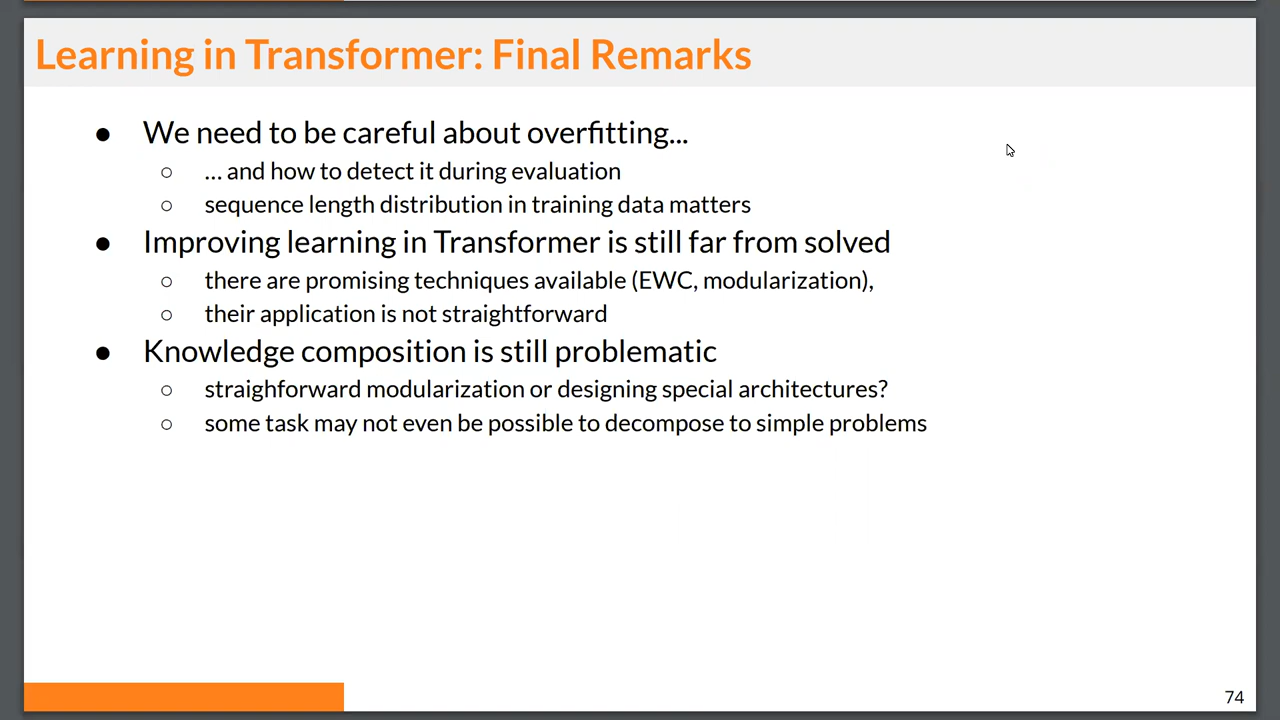 Learning in Transformer: Final Remarks
● We need to be careful about overfitting...
○ ... and how to detect it during evaluation
○ sequence length distribution in training data matters
● Improving learning in Transformer is still far from solved
○ there are promising techniques available (EWC, modularization),
○ their application is not straightforward
● Knowledge composition is still problematic
○ straighforward modularization or designing special architectures?
○ some task may not even be possible to decompose to simple problems
74